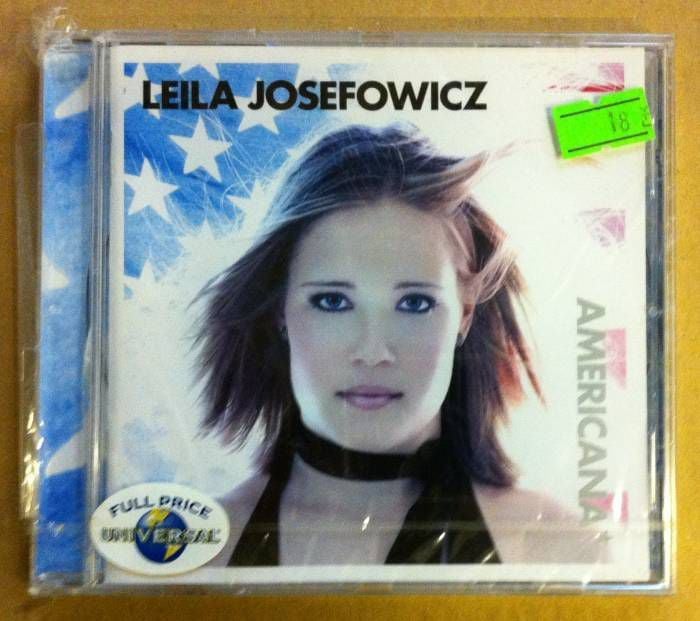 LEILA JOSEFOWICZ
18
AMERICANA
FULL PRICE
UNIVERSAL